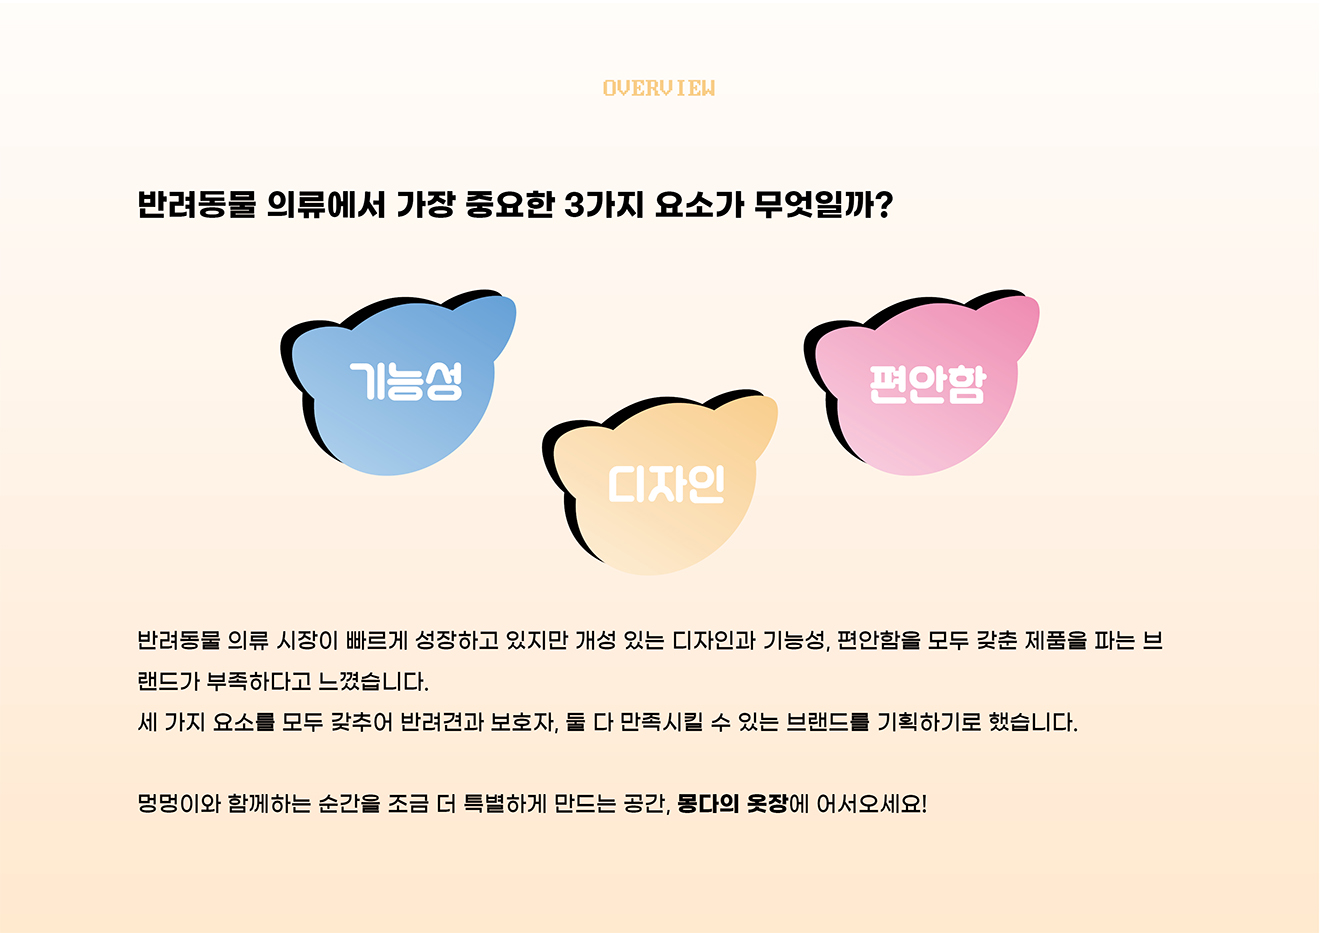 OVERVIEW
반려동물 의류에서 가장 중요한 3가지 요소가 무엇일까?
기능성
편안함
디자인
반려동물 의류 시장이 빠르게 성장하고 있지만 개성 있는 디자인과 기능성, 편안함을 모두 갖춘 제품을 파는 브
랜드가 부족하다고 느꼈습니다.
세 가지 요소를 모두 갖추어 반려견과 보호자, 둘 다 만족시킬 수 있는 브랜드를 기획하기로 했습니다.
멍멍이와 함께하는 순간을 조금 더 특별하게 만드는 공간, 몽다의 옷장에 어서오세요!